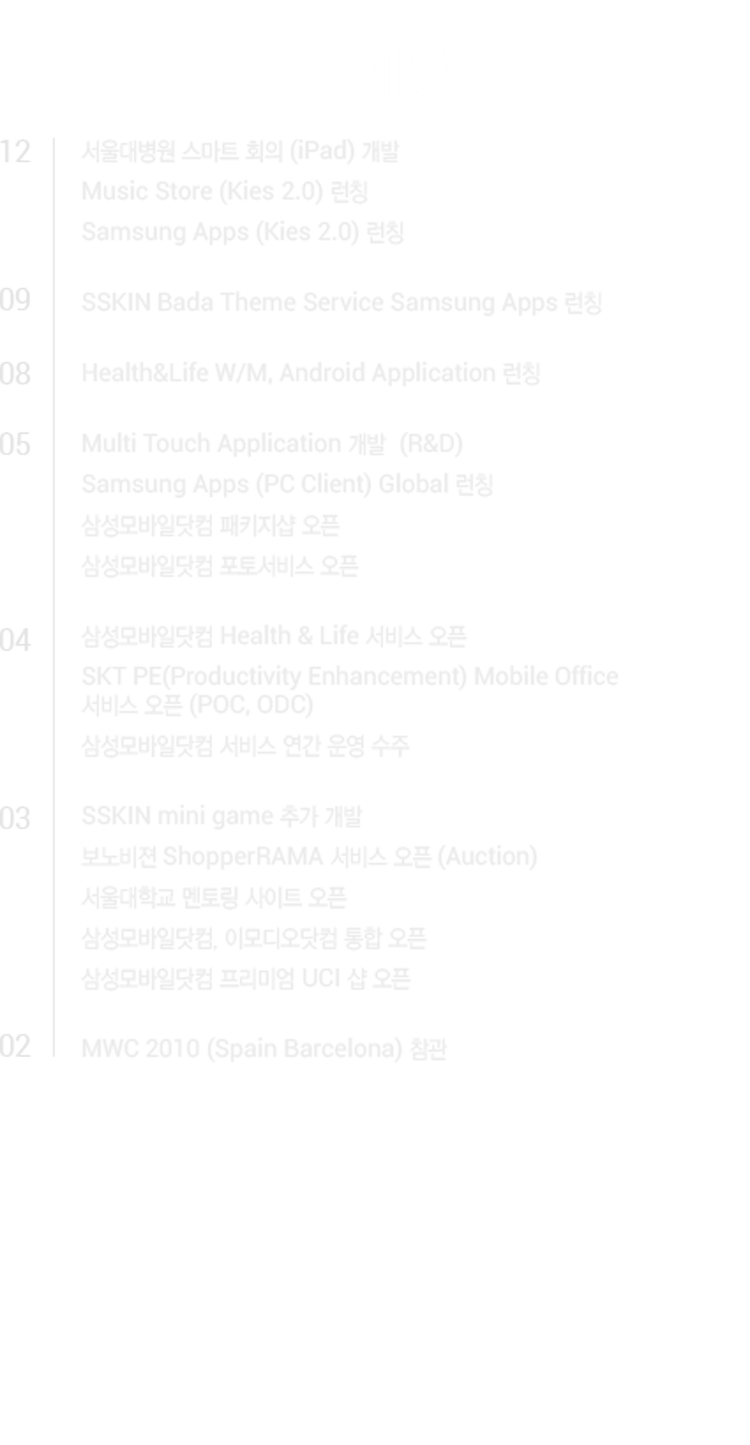 12
서울대병원 스마트 회의 (iPad) 개발
Music Store (Kies 2.0) 런칭
Samsung Apps (Kies 2.0) 런칭
09
SSKIN Bada Theme Service Samsung Apps 런칭
08
Health&Life W/M, Android Application 런칭
05
Multi Touch Application 개발 (R&D)
Samsung Apps (PC Client) Global 런칭
삼성모바일닷컴 패키지샵 오픈
삼성모바일닷컴 포토서비스 오픈
04
삼성모바일닷컴 Health & Life 서비스 오픈
SKT PE(Productivity Enhancement) Mobile Office
서비스 오픈 (POC, ODC)
삼성모바일닷컴 서비스 연간 운영 수주
03
SSKIN mini game 추가 개발
보노비젼 ShopperRAMA 서비스 오픈 (Auction)
서울대학교 멘토링 사이트 오픈
삼성모바일닷컴, 이모디오닷컴 통합 오픈
삼성모바일닷컴 프리미엄 UCI 샵 오픈
02
MWC 2010 (Spain Barcelona) 참관